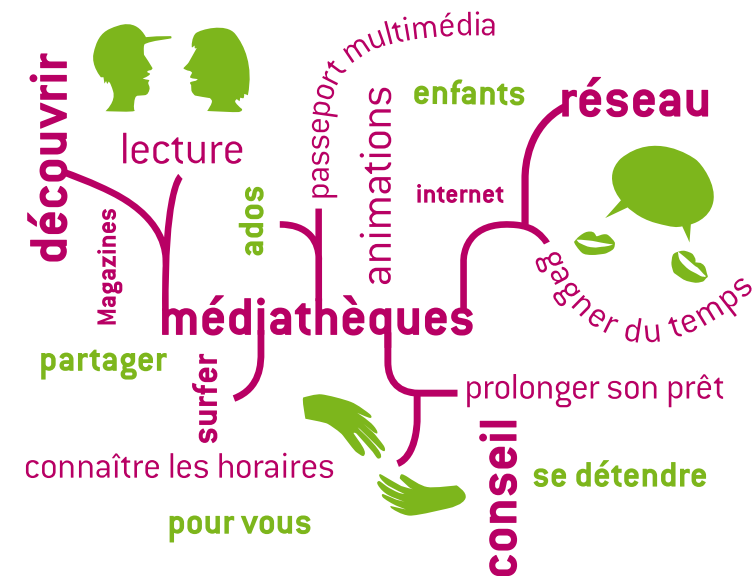 découvrir
lecture
passeport multimédia
animations
enfants
réseau
Magazines
ados
internet
gagner du temps
médiathèques
partager
surfer
prolonger son prêt
connaître les horaires
conseil
se détendre
pour vous